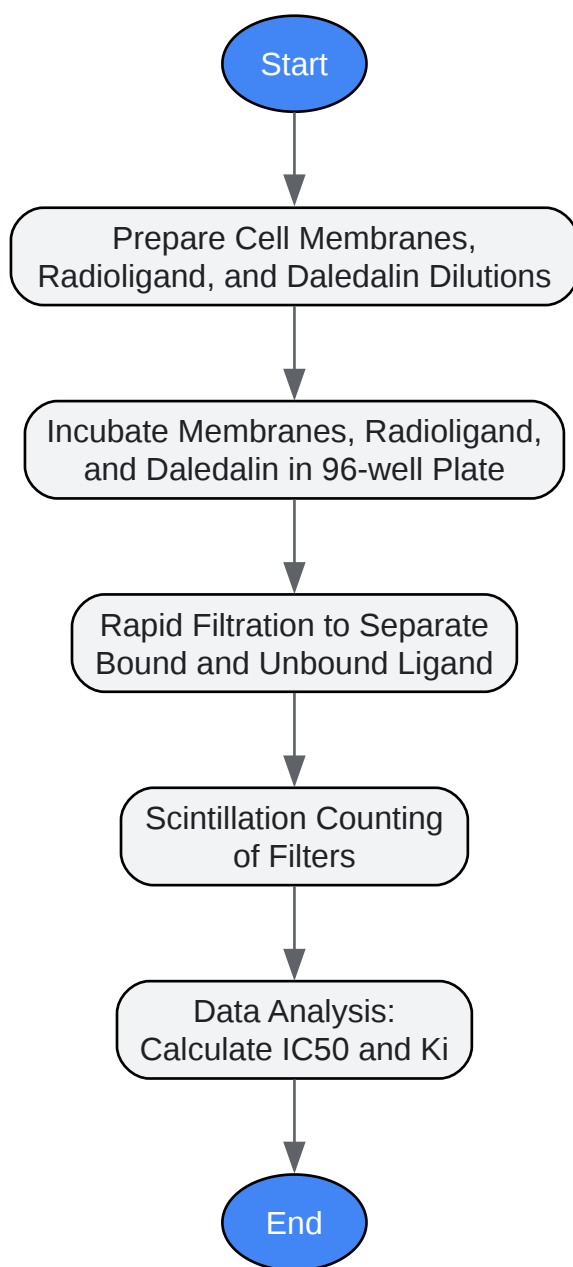 Start
Prepare Cell Membranes,
Radioligand, and Daledalin Dilutions
Incubate Membranes, Radioligand,
and Daledalin in 96-well Plate
Rapid Filtration to Separate
Bound and Unbound Ligand
Scintillation Counting
of Filters
Data Analysis:
Calculate IC50 and Ki
End